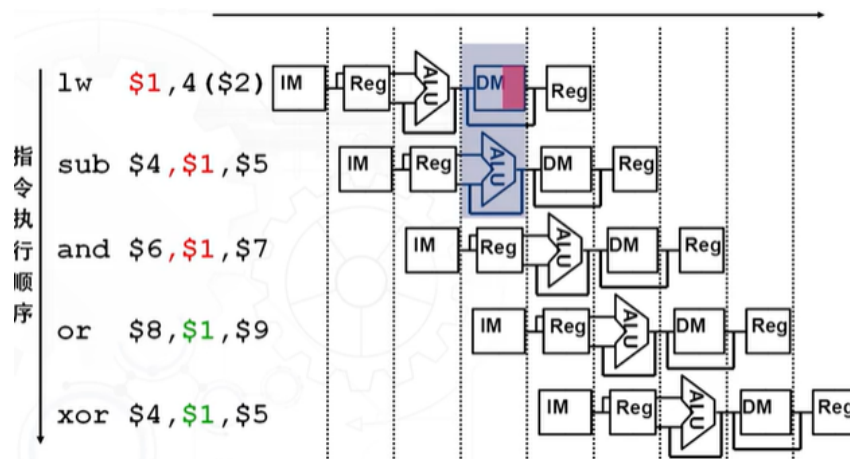 lw $1,4($2) IM Reg ALU DM Reg
sub $4,$1,$5 IM Reg ALU DM Reg
and $6,$1,$7 IM Reg ALU DM Reg
or $8,$1,$9 IM Reg ALU DM Reg
xor $4,$1,$5 IM Reg ALU DM Reg
指令执行顺序